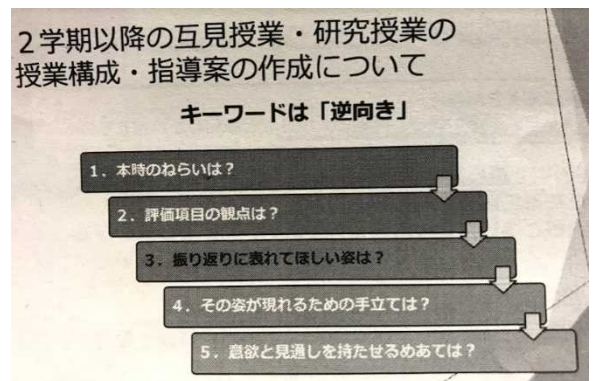 ２学期以降の互見授業・研究授業の
授業構成・指導案の作成について
キーワードは「逆向き」
1．本時のねらいは？
2．評価項目の観点は？
3．振り返りに表れてほしい姿は？
4．その姿が現れるための手立ては？
5．意欲と見通しを持たせるめあては？